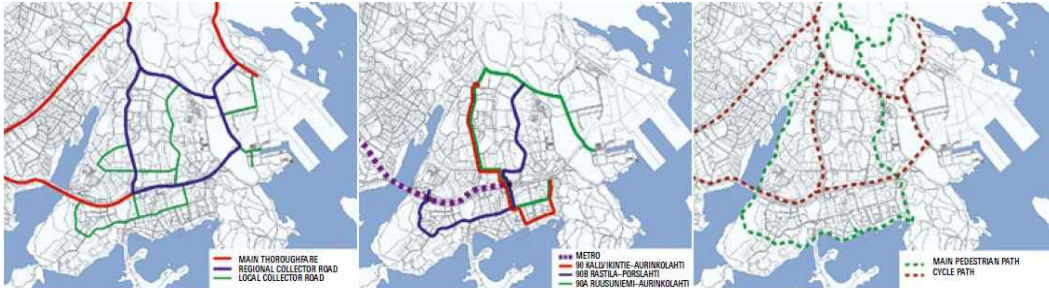 MAIN THOROUGHFARE
REGIONAL COLLECTOR ROAD
LOCAL COLLECTOR ROAD
METRO
90 KALLVIKINTIE–AURINKOLAHTI
90B RASTILA–PORSLAHTI
90A RUUSUNIEMI–AURINKOLAHTI
MAIN PEDESTRIAN PATH
CYCLE PATH